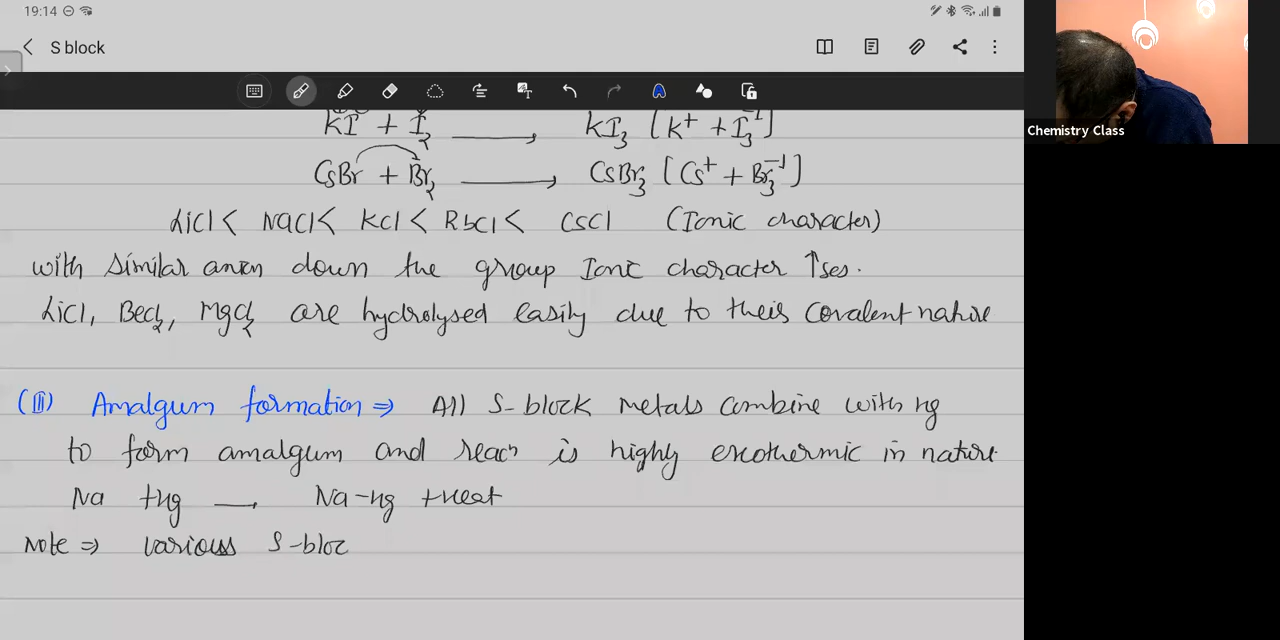 19:14
S block
KI + I2 ⟶ KI3 [K+ + I3-1]
CsBr + Br2 ⟶ CsBr3 [Cs+ + Br3-1]
LiCl < NaCl < KCl < RbCl < CsCl (Ionic character)
with similar anion down the group Ionic character ↑ses.
LiCl, BeCl2, MgCl2 are hydrolysed easily due to their covalent nature
(III) Amalgum formation ⇒ All S-block metals combine with Hg
to form amalgum and reacn is highly exothermic in nature.
Na + Hg ⟶ Na-Hg + Heat
Note ⇒ various S-bloc
Chemistry Class